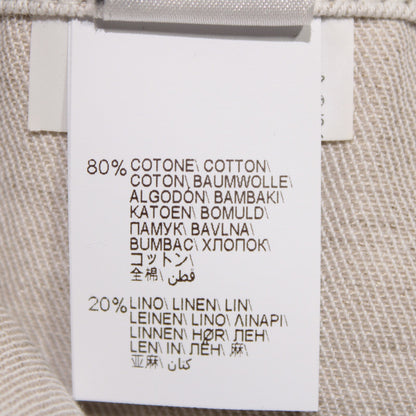 80% COTONE\ COTTON\
COTON\ BAUMWOLLE\
ALGODÓN\ BAMBAKI\
KATOEN\ BOMULD\
ПАМУК\ BAVLNA\
BUMBAC\ ХЛОПОК\
コットン\
全棉\ قطن\
20% LINO\ LINEN\ LIN\
LEINEN\ LINO\ ΛΙΝΑΡΙ\
LINNEN\ HØR\ ЛЕН\
LEN\ IN\ ЛЁН\ 麻\
亚麻\ كتان\